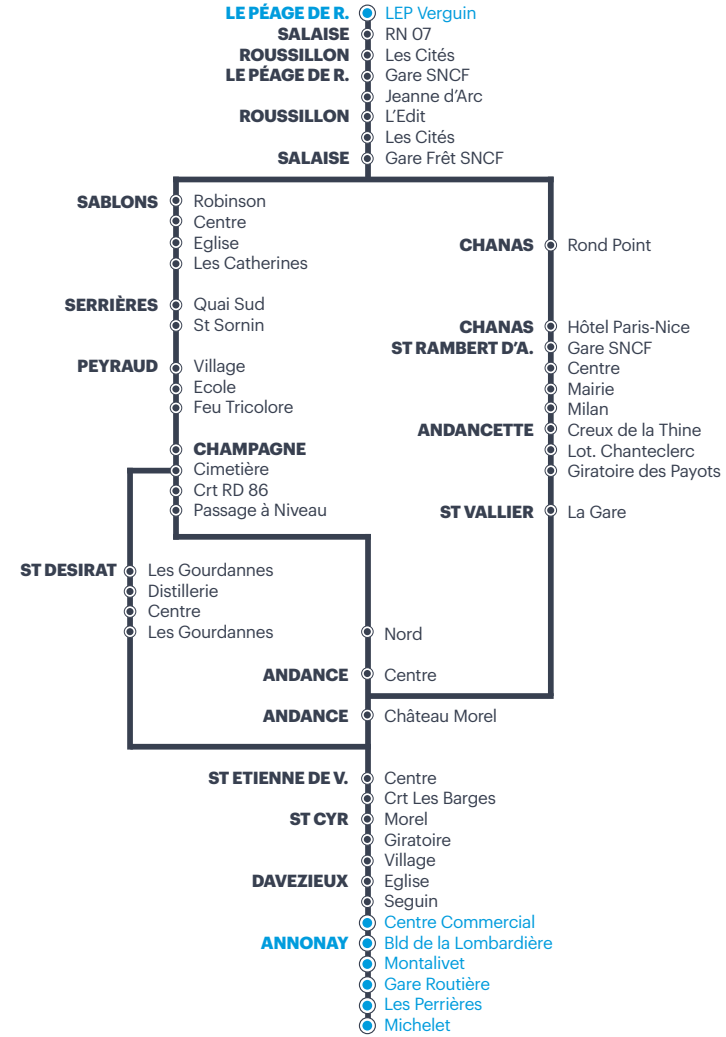 LE PÉAGE DE R. LEP Verguin
SALAISE RN 07
ROUSSILLON Les Cités
LE PÉAGE DE R. Gare SNCF
Jeanne d’Arc
ROUSSILLON L’Edit
Les Cités
SALAISE Gare Frêt SNCF
SABLONS Robinson
Centre
Eglise
Les Catherines
SERRIÈRES Quai Sud
St Sornin
PEYRAUD Village
Ecole
Feu Tricolore
CHAMPAGNE
Cimetière
Crt RD 86
Passage à Niveau
CHANAS Rond Point
CHANAS Hôtel Paris-Nice
ST RAMBERT D’A. Gare SNCF
Centre
Mairie
Milan
ANDANCETTE Creux de la Thine
Lot. Chanteclerc
Giratoire des Payots
ST VALLIER La Gare
ST DESIRAT Les Gourdannes
Distillerie
Centre
Les Gourdannes
Nord
ANDANCE Centre
ANDANCE Château Morel
ST ETIENNE DE V. Centre
Crt Les Barges
ST CYR Morel
Giratoire
Village
DAVEZIEUX Eglise
Seguin
Centre Commercial
ANNONAY Bld de la Lombardière
Montalivet
Gare Routière
Les Perrières
Michelet